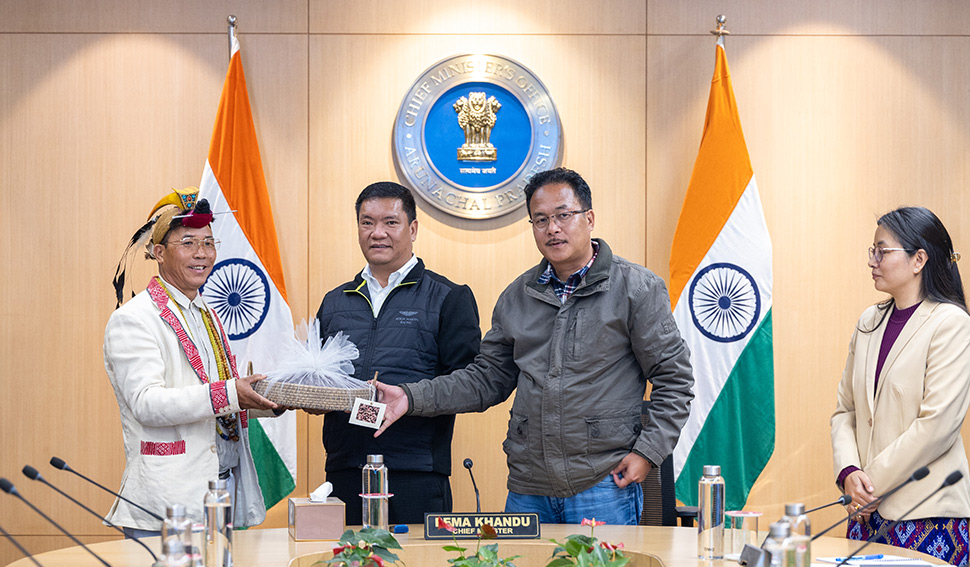 CHIEF MINISTER'S OFFICE
सत्यमेव जयते
ARUNACHAL PRADESH
PEMA KHANDU
CHIEF MINISTER